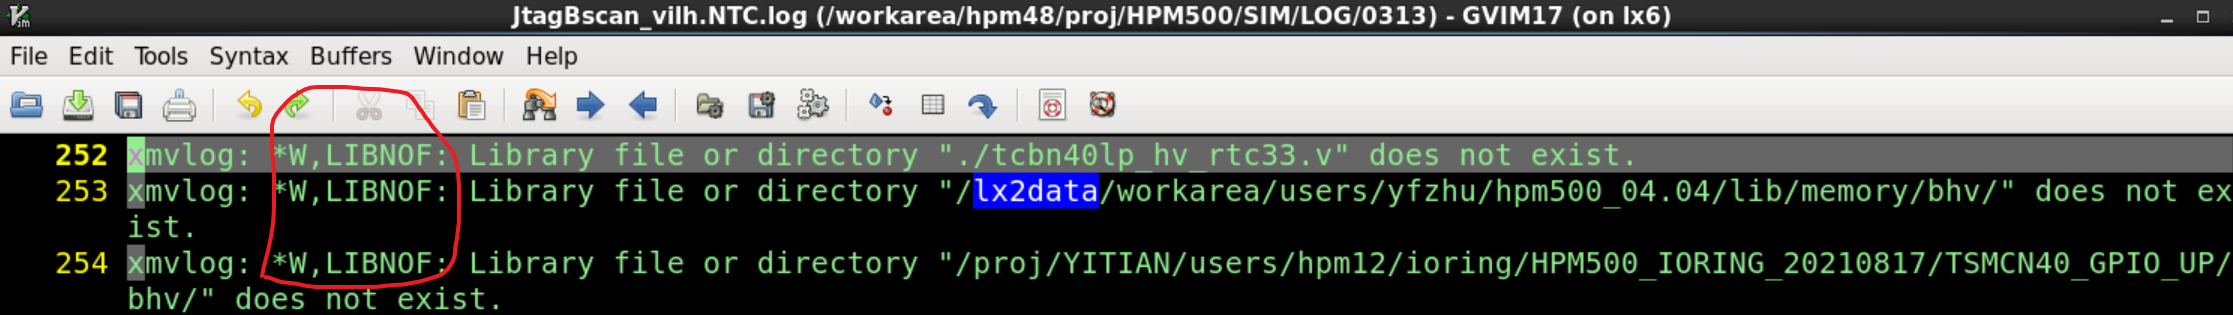 JtagBscan_vilh.NTC.log (/workarea/hpm48/proj/HPM500/SIM/LOG/0313) - GVIM17 (on lx6)
File Edit Tools Syntax Buffers Window Help
252 xmvlog: *W,LIBNOF: Library file or directory "./tcbn40lp_hv_rtc33.v" does not exist.
253 xmvlog: *W,LIBNOF: Library file or directory "/lx2data/workarea/users/yfzhu/hpm500_04.04/lib/memory/bhv/" does not ex
ist.
254 xmvlog: *W,LIBNOF: Library file or directory "/proj/YITIAN/users/hpm12/ioring/HPM500_IORING_20210817/TSMCN40_GPIO_UP/
bhv/" does not exist.